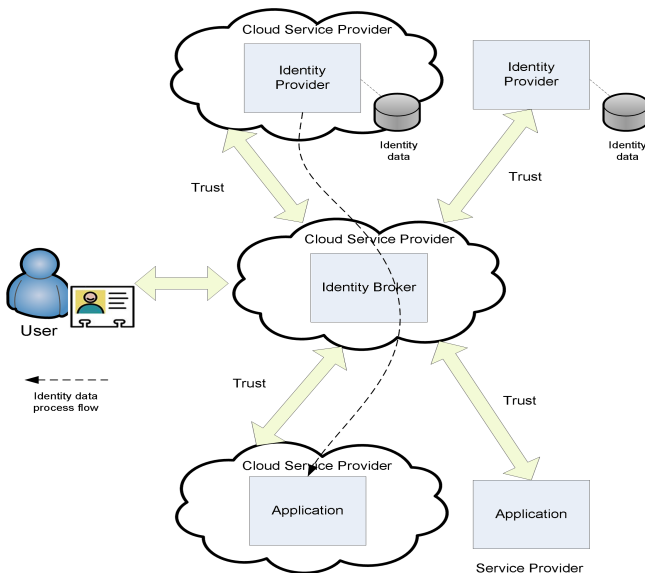 Cloud Service Provider
Identity
Provider
Identity
data
Identity
Provider
Identity
data
Trust
Trust
Cloud Service Provider
Identity Broker
User
Identity data
process flow
Trust
Trust
Cloud Service Provider
Application
Application
Service Provider